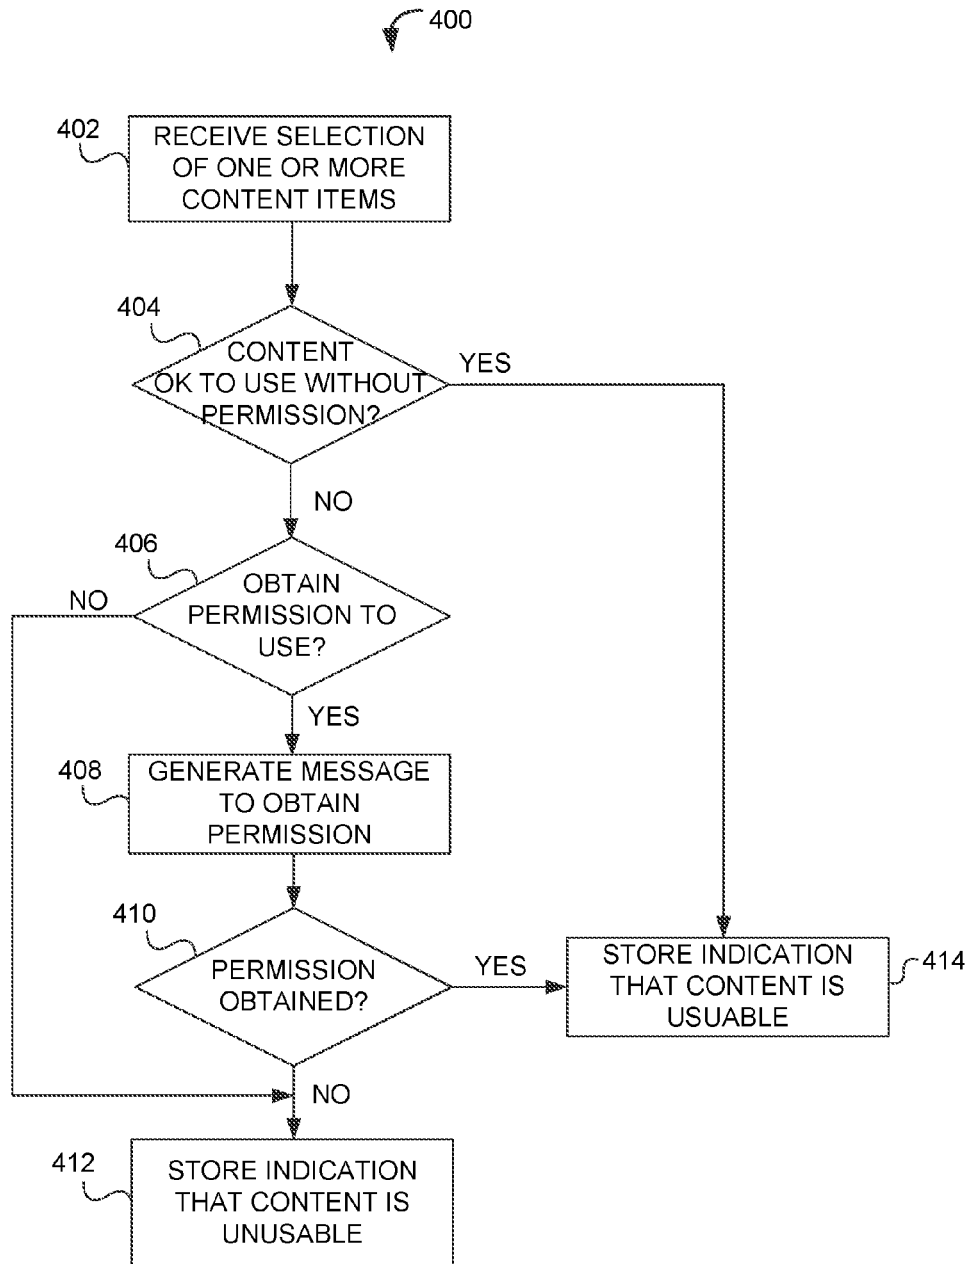 400
402
RECEIVE SELECTION
OF ONE OR MORE
CONTENT ITEMS
404
CONTENT
OK TO USE WITHOUT
PERMISSION?
YES
NO
406
OBTAIN
PERMISSION TO
USE?
NO
YES
408
GENERATE MESSAGE
TO OBTAIN
PERMISSION
410
PERMISSION
OBTAINED?
YES
STORE INDICATION
THAT CONTENT IS
USUABLE
414
NO
412
STORE INDICATION
THAT CONTENT IS
UNUSABLE